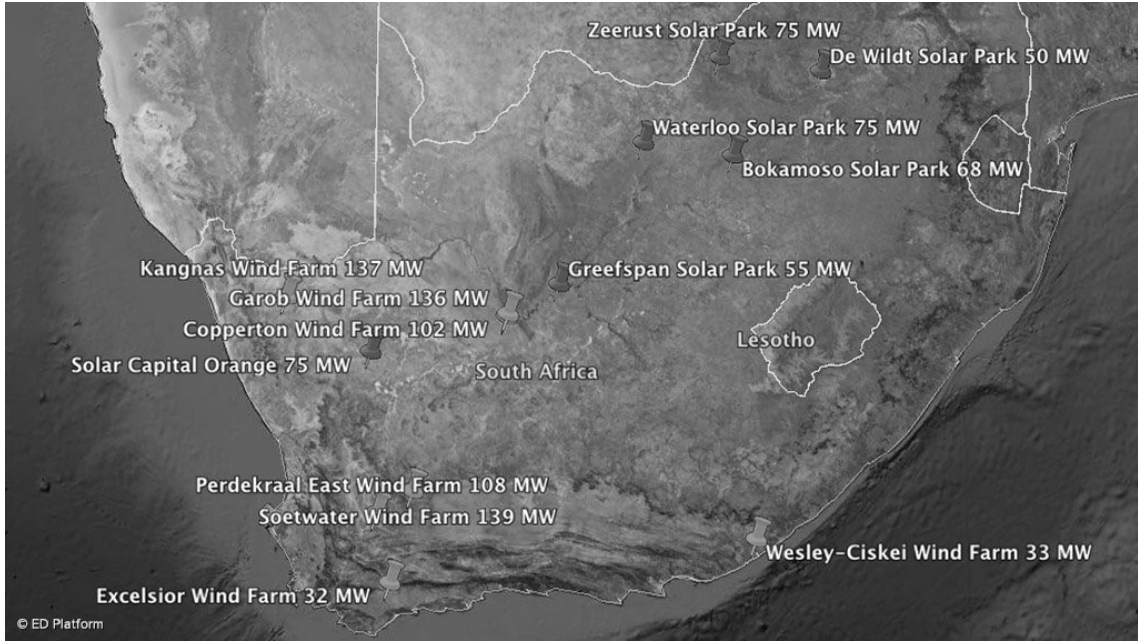 Zeerust Solar Park 75 MW
De Wildt Solar Park 50 MW
Waterloo Solar Park 75 MW
Bokamoso Solar Park 68 MW
Kangnas Wind Farm 137 MW
Greefspan Solar Park 55 MW
Garob Wind Farm 136 MW
Copperton Wind Farm 102 MW
Lesotho
Solar Capital Orange 75 MW
South Africa
Perdekraal East Wind Farm 108 MW
Soetwater Wind Farm 139 MW
Wesley-Ciskei Wind Farm 33 MW
Excelsior Wind Farm 32 MW
© ED Platform